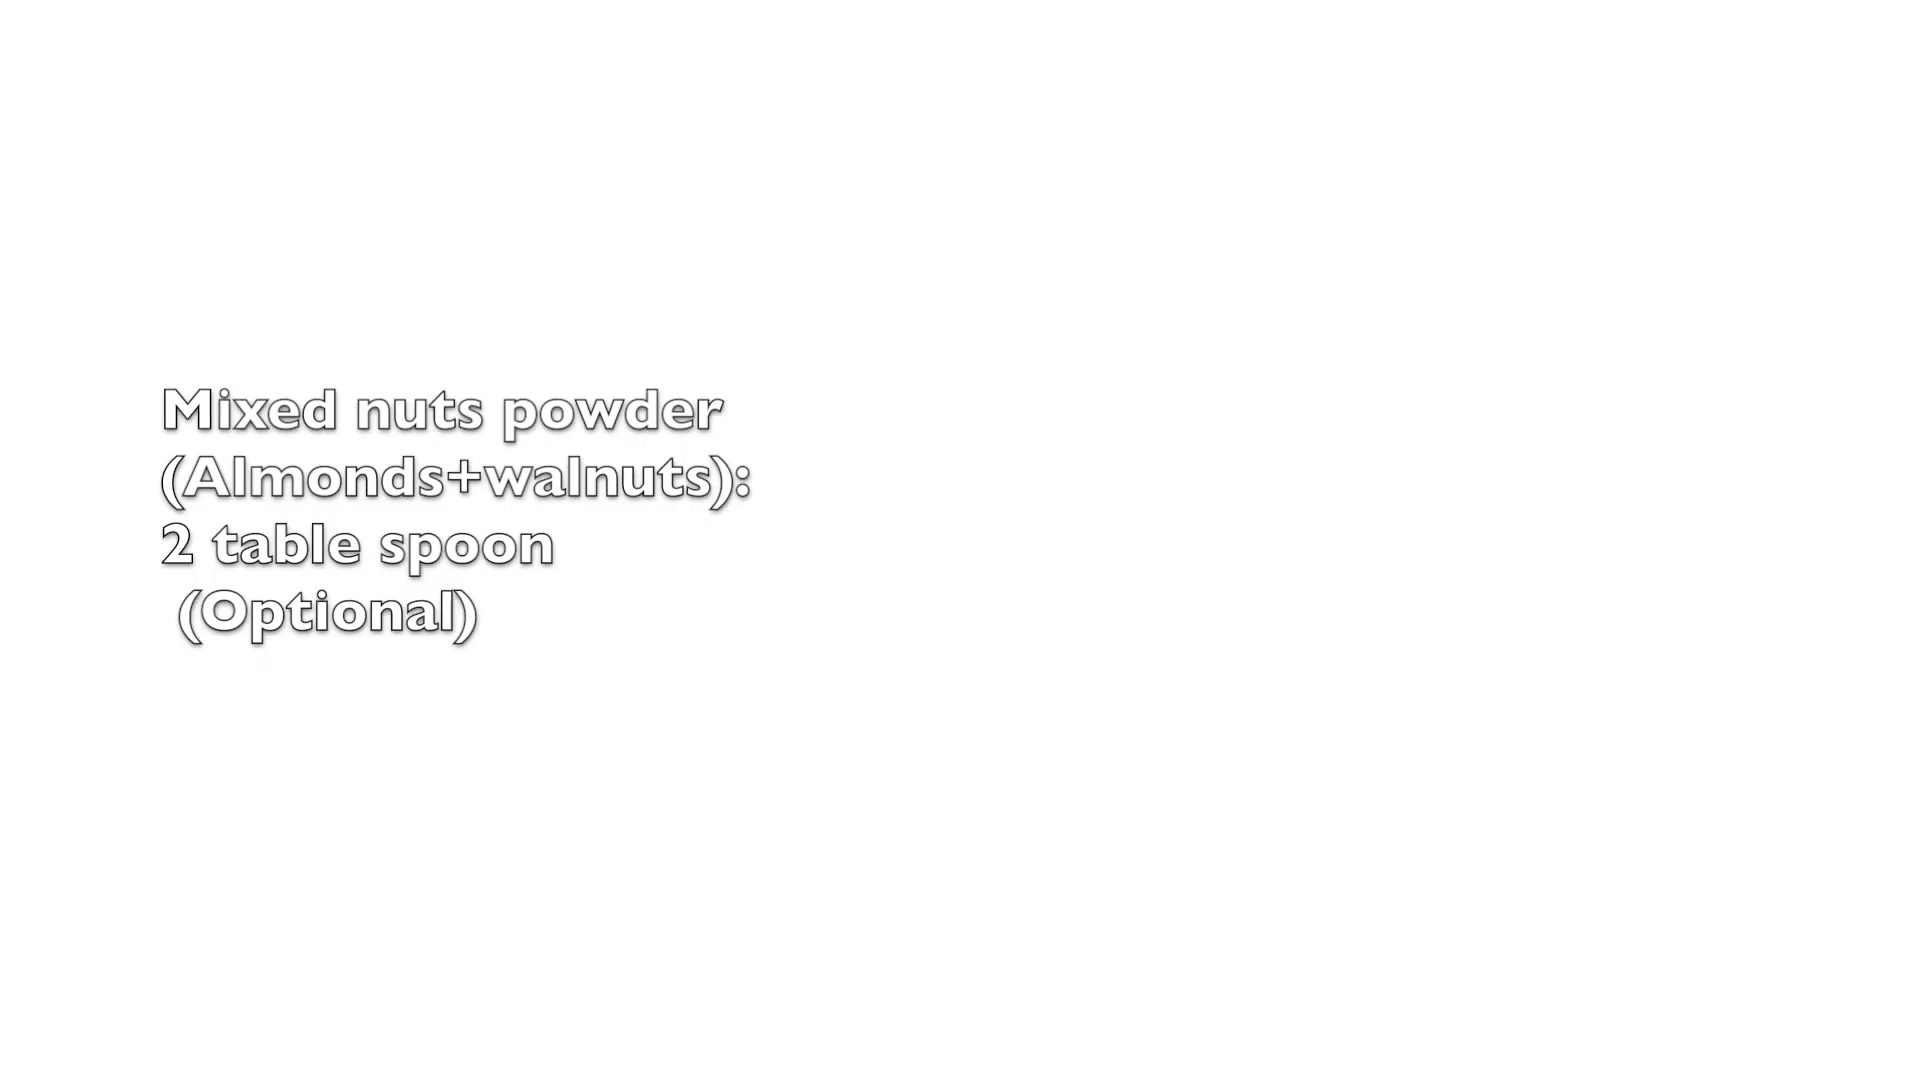 Mixed nuts powder
(Almonds+walnuts):
2 table spoon
(Optional)